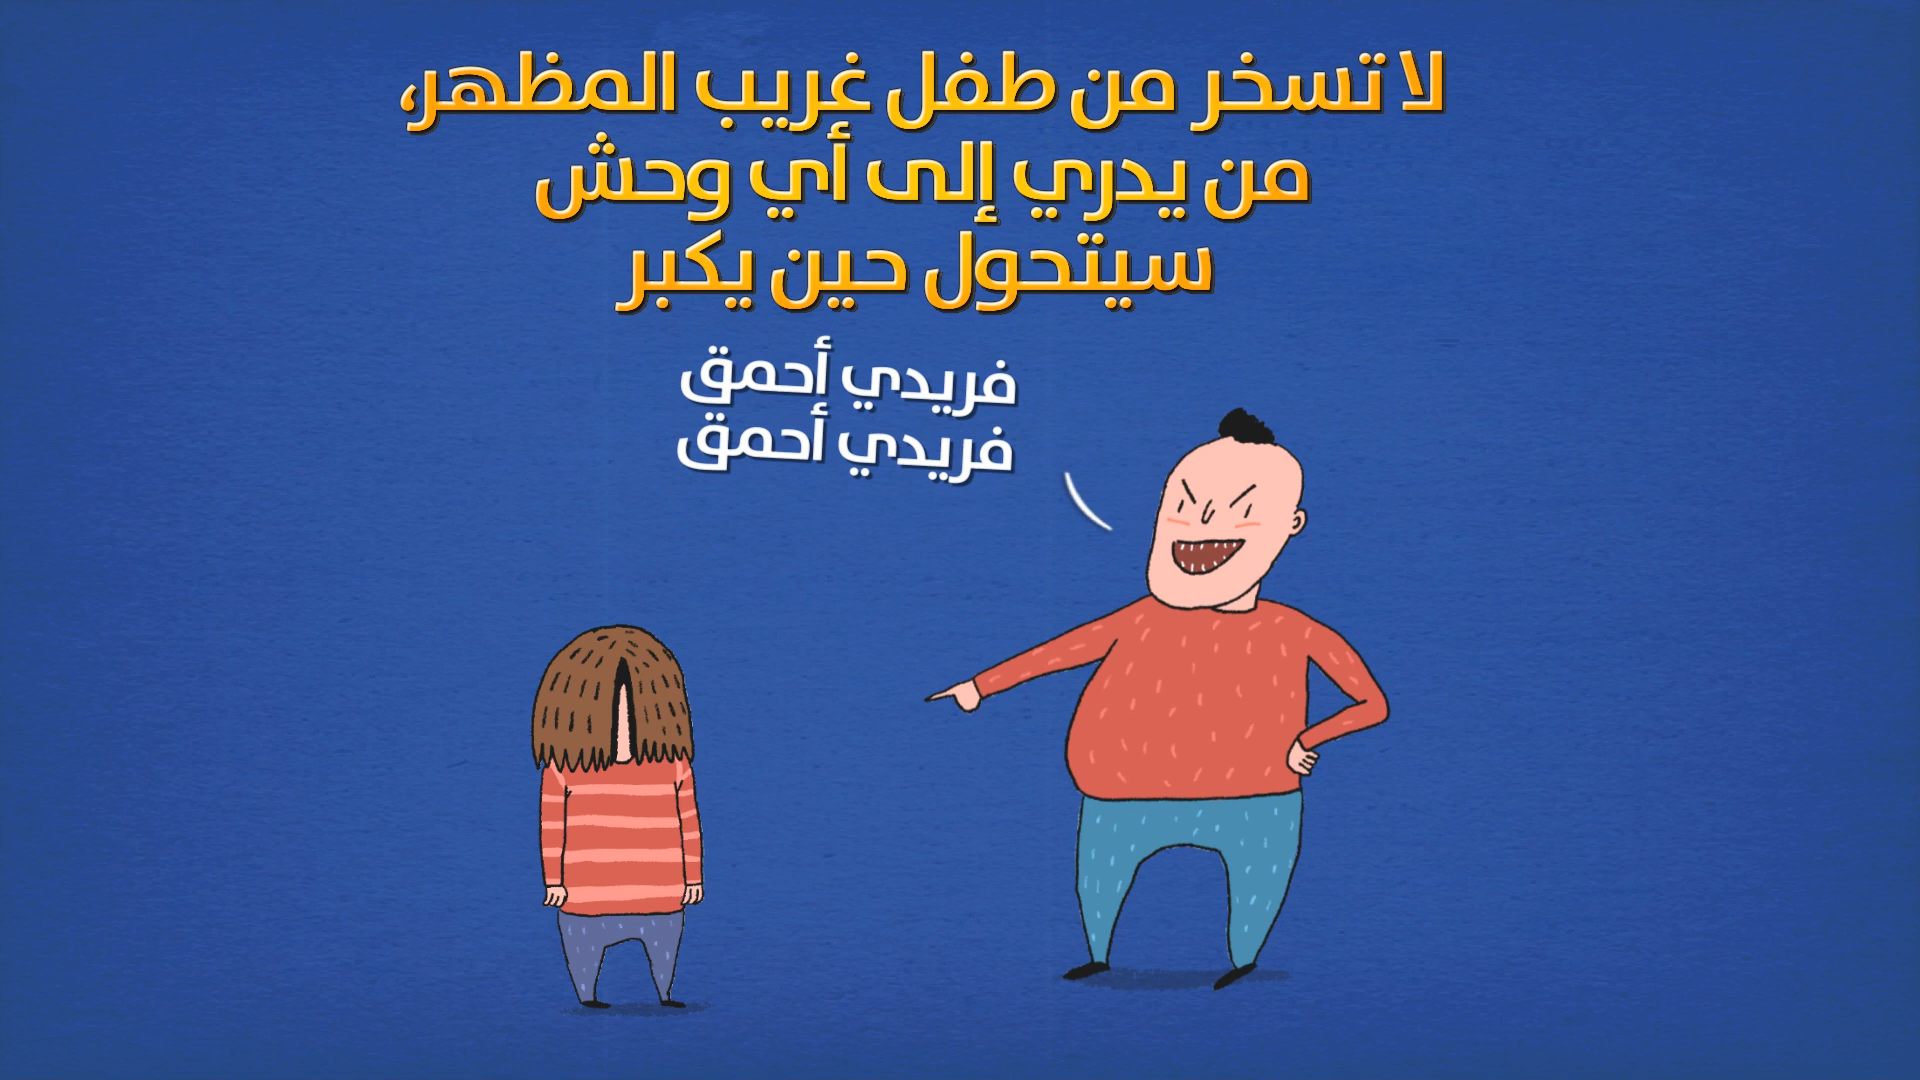 لا تسخر من طفل غريب المظهر،
من يدري إلى أي وحش
سيتحول حين يكبر
فريدي أحمق
فريدي أحمق